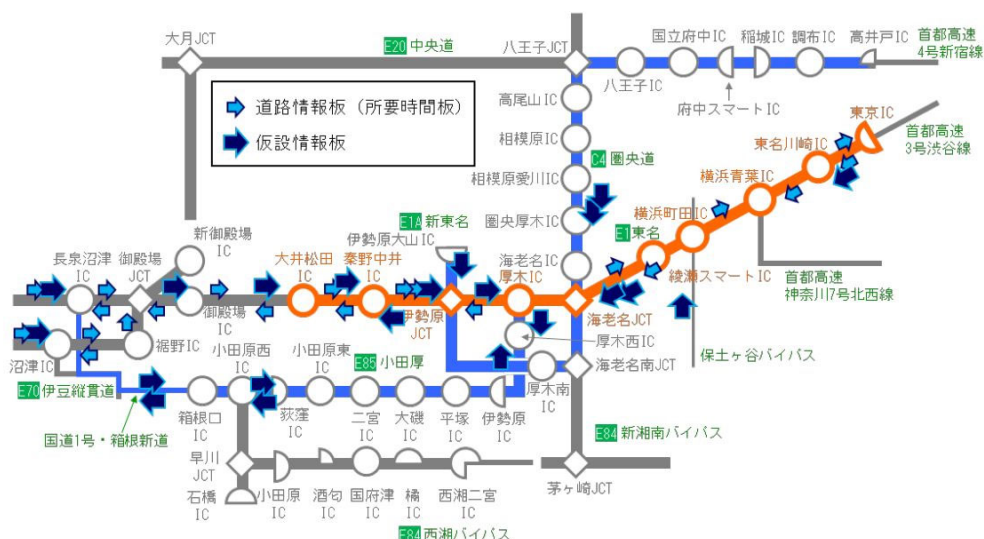 大月JCT
E20 中央道
八王子JCT
国立府中IC
稲城IC
調布IC
高井戸IC
首都高速
4号新宿線
八王子IC
府中スマートIC
道路情報板（所要時間板）
仮設情報板
高尾山IC
相模原IC
C4 圏央道
相模原愛川IC
圏央厚木IC
海老名IC
東京IC
首都高速
3号渋谷線
東名川崎IC
横浜青葉IC
横浜町田IC
E1 東名
綾瀬スマートIC
首都高速
神奈川7号北西線
E1A 新東名
伊勢原大山IC
新御殿場
IC
長泉沼津
IC
御殿場
JCT
大井松田
IC
秦野中井
IC
厚木IC
御殿場
IC
伊勢原
JCT
海老名JCT
沼津IC
裾野IC
小田原西
IC
小田原東
IC
E85 小田厚
厚木西IC
海老名南JCT
保土ヶ谷バイパス
E70 伊豆縦貫道
国道1号・箱根新道
箱根口
IC
荻窪
IC
二宮
IC
大磯
IC
平塚
IC
伊勢原
IC
厚木南
IC
E84 新湘南バイパス
早川
JCT
石橋
IC
小田原
IC
酒匂
IC
国府津
IC
橘
IC
西湘二宮
IC
茅ヶ崎JCT
E84 西湘バイパス